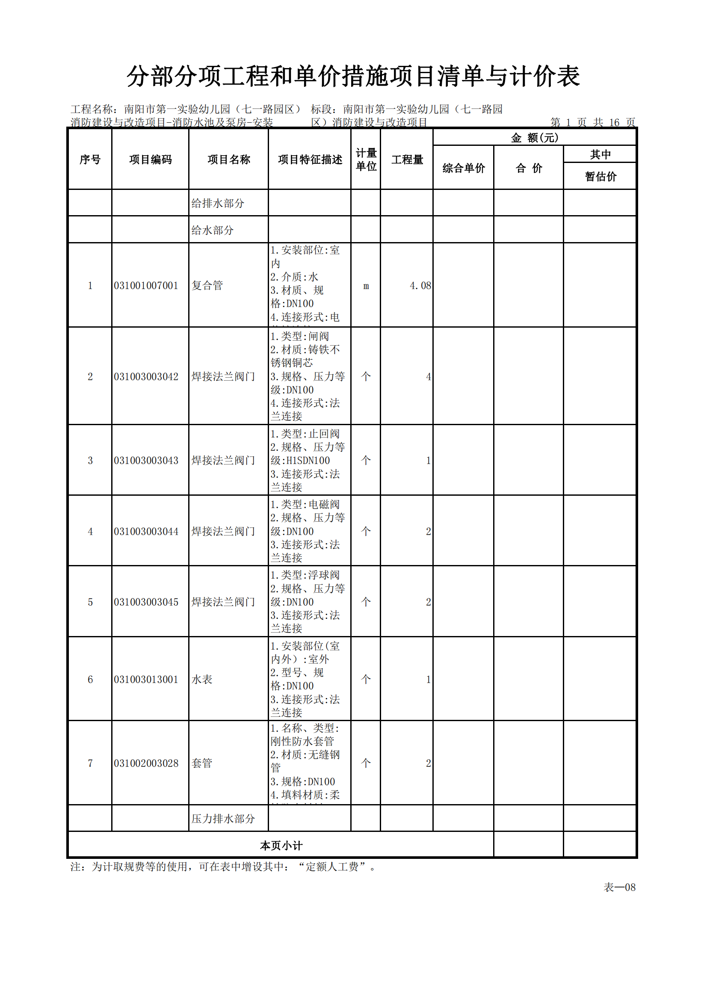 分部分项工程和单价措施项目清单与计价表
工程名称：南阳市第一实验幼儿园（七一路园区）
消防建设与改造项目-消防水池及泵房-安装
标段：南阳市第一实验幼儿园（七一路园
区）消防建设与改造项目
第 1 页 共 16 页
序号
项目编码
项目名称
项目特征描述
计量
单位
工程量
金 额(元)
综合单价
合 价
其中
暂估价
给排水部分
给水部分
1
031001007001
复合管
1.安装部位:室
内
2.介质:水
3.材质、规
格:DN100
4.连接形式:电
m
4.08
2
031003003042
焊接法兰阀门
1.类型:闸阀
2.材质:铸铁不
锈钢铜芯
3.规格、压力等
级:DN100
4.连接形式:法
兰连接
个
4
3
031003003043
焊接法兰阀门
1.类型:止回阀
2.规格、压力等
级:H1SDN100
3.连接形式:法
兰连接
个
1
4
031003003044
焊接法兰阀门
1.类型:电磁阀
2.规格、压力等
级:DN100
3.连接形式:法
兰连接
个
2
5
031003003045
焊接法兰阀门
1.类型:浮球阀
2.规格、压力等
级:DN100
3.连接形式:法
兰连接
个
2
6
031003013001
水表
1.安装部位(室
内外）:室外
2.型号、规
格:DN100
3.连接形式:法
兰连接
个
1
7
031002003028
套管
1.名称、类型:
刚性防水套管
2.材质:无缝钢
管
3.规格:DN100
4.填料材质:柔
个
2
压力排水部分
本页小计
注：为计取规费等的使用，可在表中增设其中：“定额人工费”。
表—08